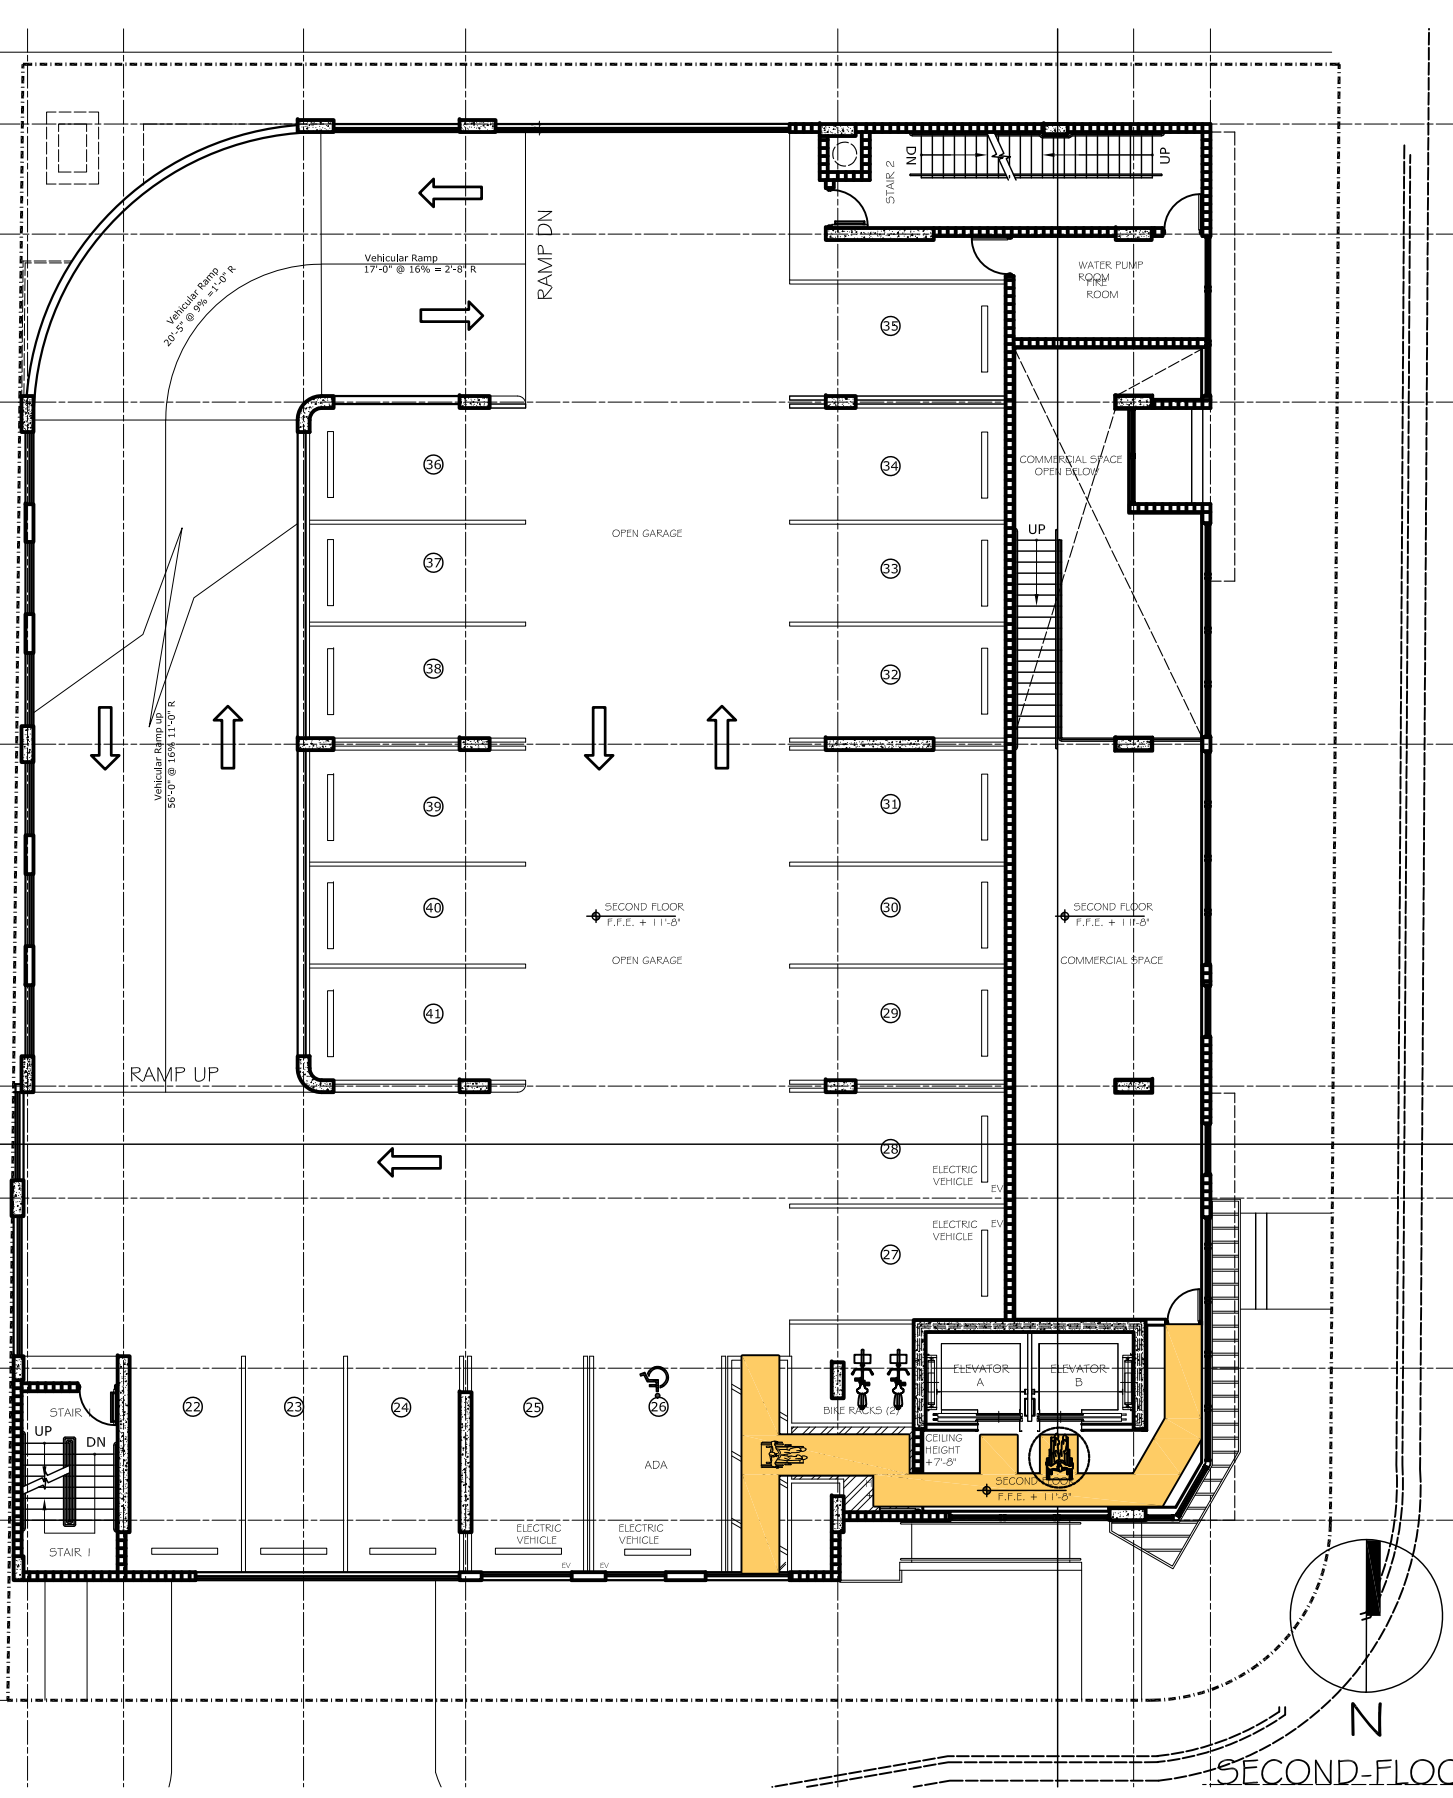 DN
UP
STAIR 2
RAMP DN
Vehicular Ramp
17'-0" @ 16% = 2'-8" R
Vehicular Ramp
20'-5" @ 9% =1'-0" R
WATER PUMP
ROOM
FIRE
ROOM
35
36
34
COMMERCIAL SPACE
OPEN BELOW
OPEN GARAGE
UP
37
33
38
32
Vehicular Ramp up
56'-0" @ 16% 11'-0" R
39
31
40
30
SECOND FLOOR
F.F.E. + 11'-8"
SECOND FLOOR
F.F.E. + 11'-8"
OPEN GARAGE
COMMERCIAL SPACE
41
29
RAMP UP
28
ELECTRIC
VEHICLE
EV
ELECTRIC
VEHICLE
EV
27
ELEVATOR
A
ELEVATOR
B
STAIR 1
22
23
24
25
26
BIKE RACKS (2)
UP
DN
CEILING
HEIGHT
+7'-8"
ADA
SECOND FLOOR
F.F.E. + 11'-8"
ELECTRIC
VEHICLE
ELECTRIC
VEHICLE
STAIR 1
EV
EV
N
SECOND-FLOO